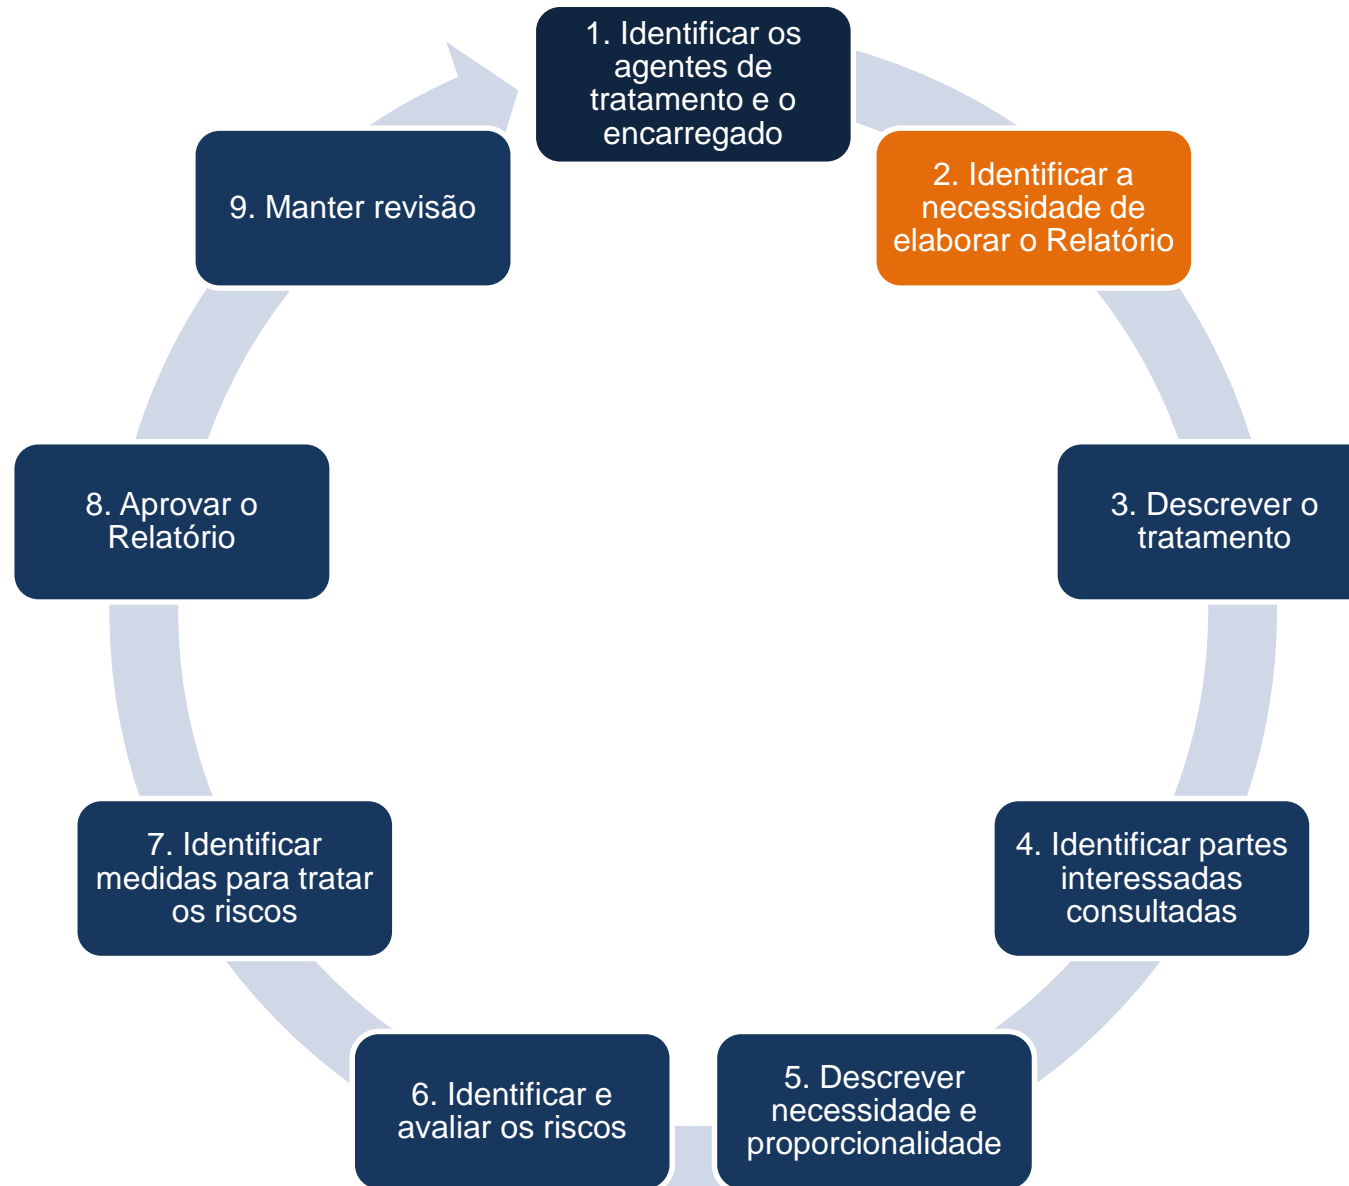 1. Identificar os
agentes de
tratamento e o
encarregado
2. Identificar a
necessidade de
elaborar o Relatório
3. Descrever o
tratamento
4. Identificar partes
interessadas
consultadas
5. Descrever
necessidade e
proporcionalidade
6. Identificar e
avaliar os riscos
7. Identificar
medidas para tratar
os riscos
8. Aprovar o
Relatório
9. Manter revisão